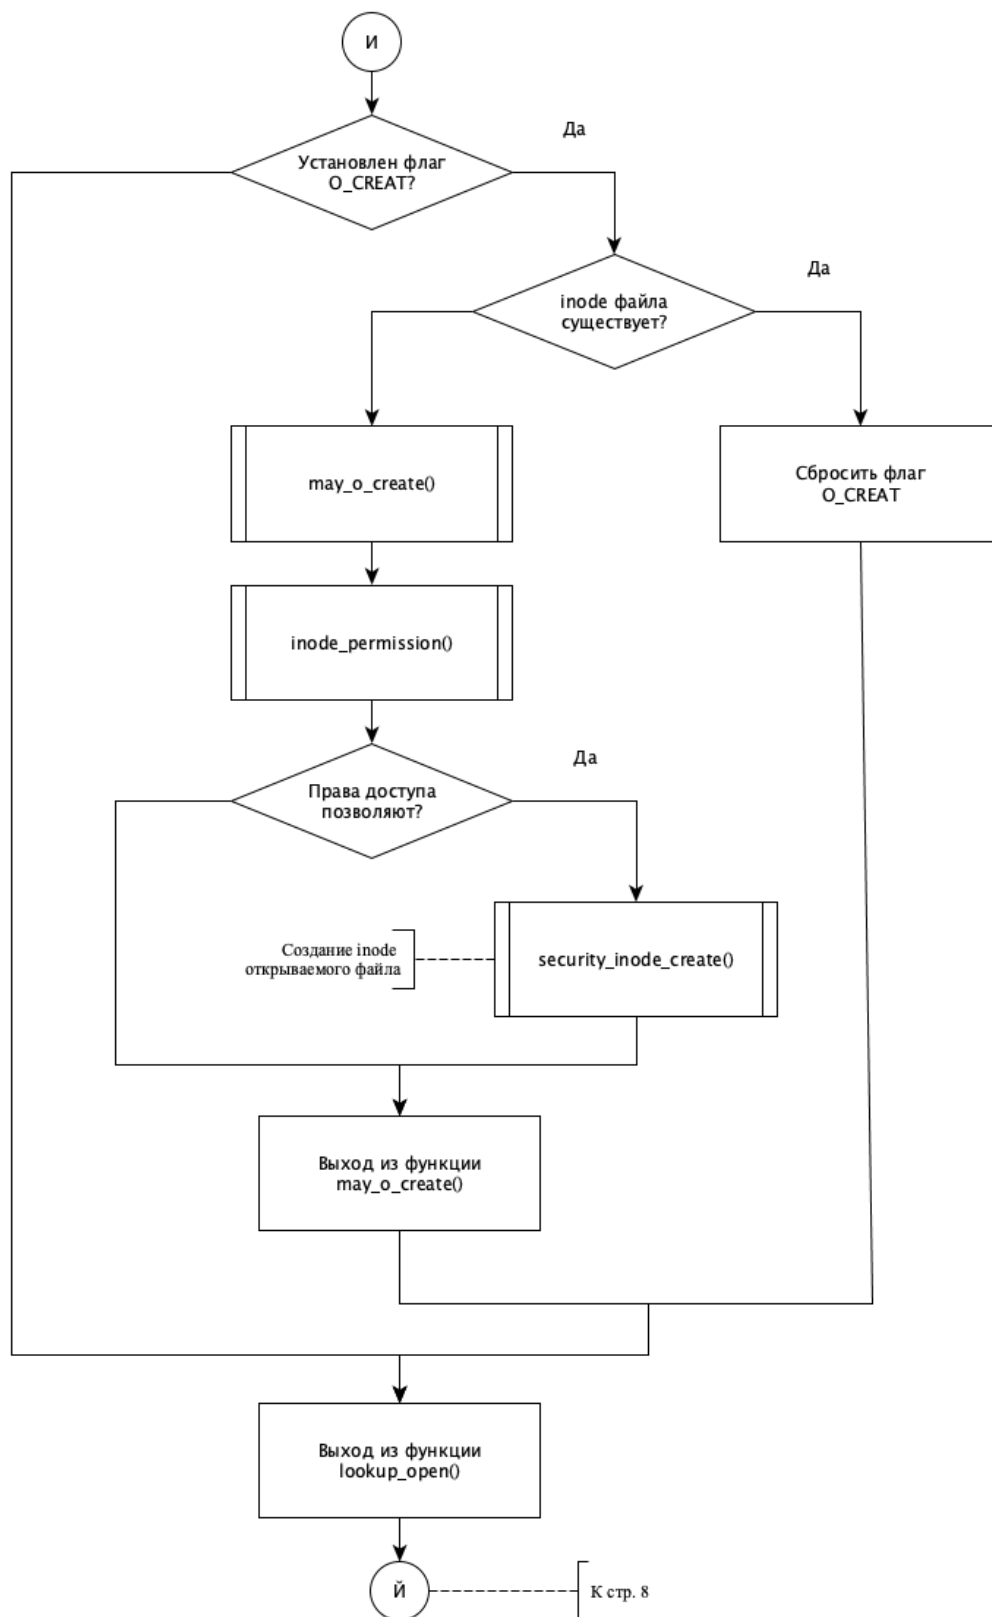 И
Да
Установлен флаг
O_CREAT?
Да
inode файла
существует?
may_o_create()
Сбросить флаг
O_CREAT
inode_permission()
Да
Права доступа
позволяют?
Создание inode
открываемого файла
security_inode_create()
Выход из функции
may_o_create()
Выход из функции
lookup_open()
Й
К стр. 8